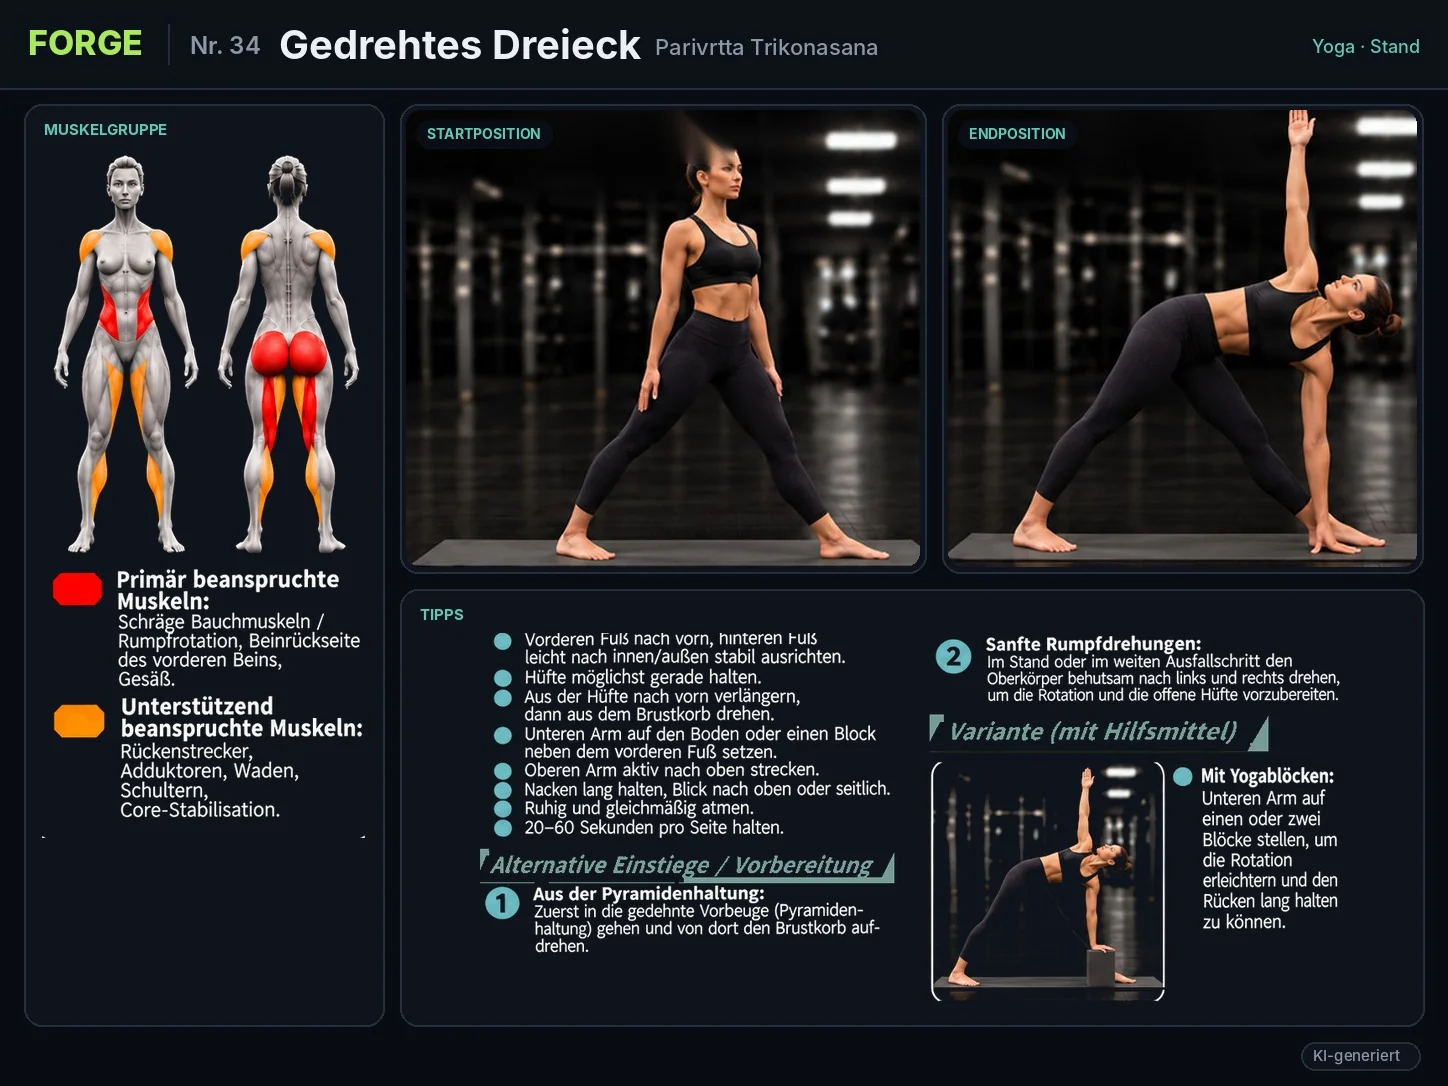 FORGE
Nr. 34
Gedrehtes Dreieck
Parivrtta Trikonasana
Yoga · Stand
MUSKELGRUPPE
Primär beanspruchte
Muskeln:
Schräge Bauchmuskeln /
Rumpfrotation, Beinrückseite
des vorderen Beins,
Gesäß.
Unterstützend
beanspruchte Muskeln:
Rückenstrecker,
Adduktoren, Waden,
Schultern,
Core-Stabilisation.
STARTPOSITION
ENDPOSITION
TIPPS
Vorderen Fuß nach vorn, hinteren Fuß
leicht nach innen/außen stabil ausrichten.
Hüfte möglichst gerade halten.
Aus der Hüfte nach vorn verlängern,
dann aus dem Brustkorb drehen.
Unteren Arm auf den Boden oder einen Block
neben dem vorderen Fuß setzen.
Oberen Arm aktiv nach oben strecken.
Nacken lang halten, Blick nach oben oder seitlich.
Ruhig und gleichmäßig atmen.
20–60 Sekunden pro Seite halten.
Alternative Einstiege / Vorbereitung
1
Aus der Pyramidenhaltung:
Zuerst in die gedehnte Vorbeuge (Pyramiden-
haltung) gehen und von dort den Brustkorb auf-
drehen.
2
Sanfte Rumpfdrehungen:
Im Stand oder im weiten Ausfallschritt den
Oberkörper behutsam nach links und rechts drehen,
um die Rotation und die offene Hüfte vorzubereiten.
Variante (mit Hilfsmittel)
Mit Yogablöcken:
Unteren Arm auf
einen oder zwei
Blöcke stellen, um
die Rotation
erleichtern und den
Rücken lang halten
zu können.
KI-generiert